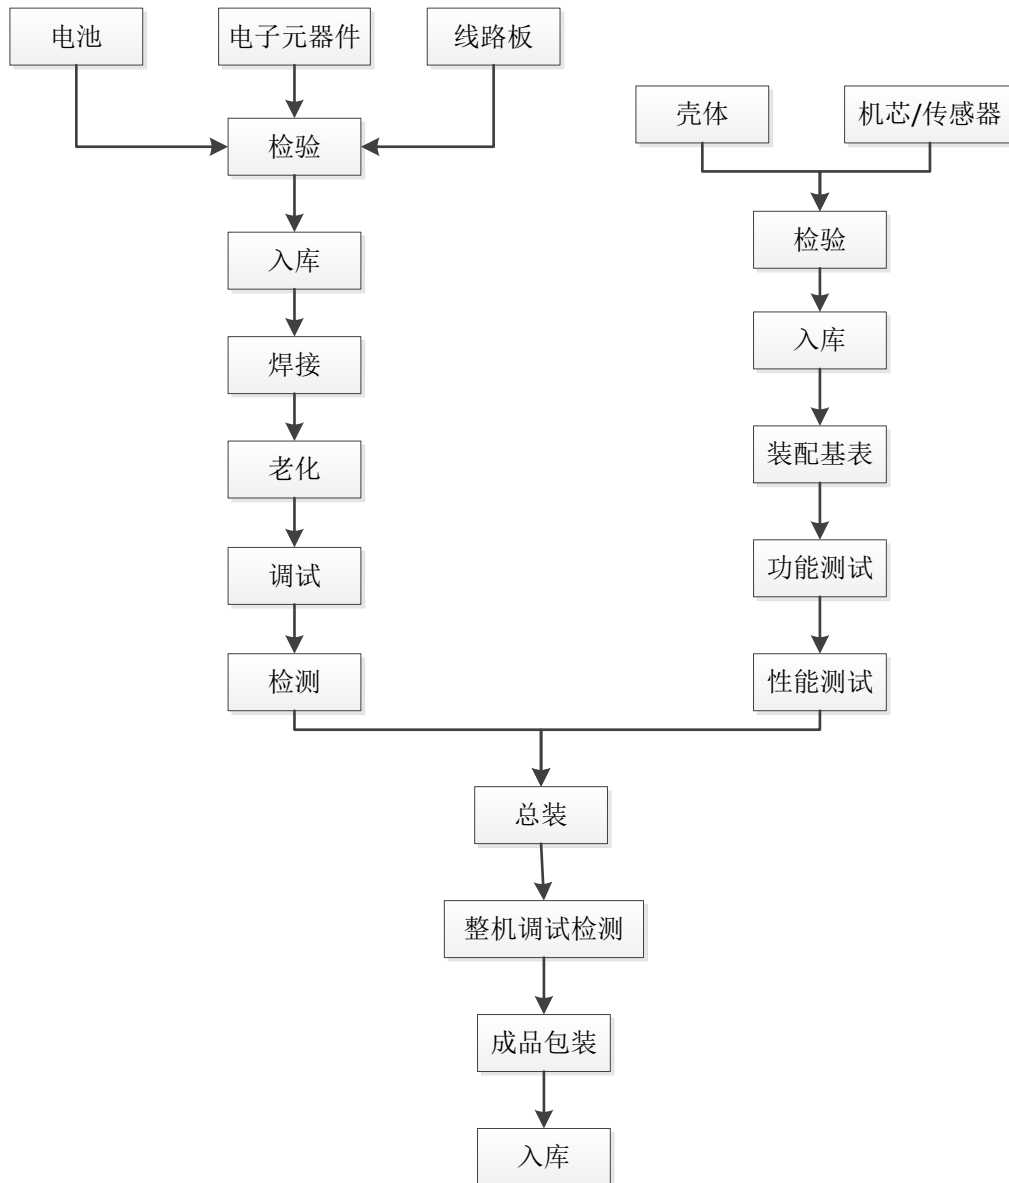 电池
电子元器件
线路板
壳体
机芯/传感器
检验
检验
入库
入库
焊接
装配基表
老化
功能测试
调试
检测
性能测试
总装
整机调试检测
成品包装
入库